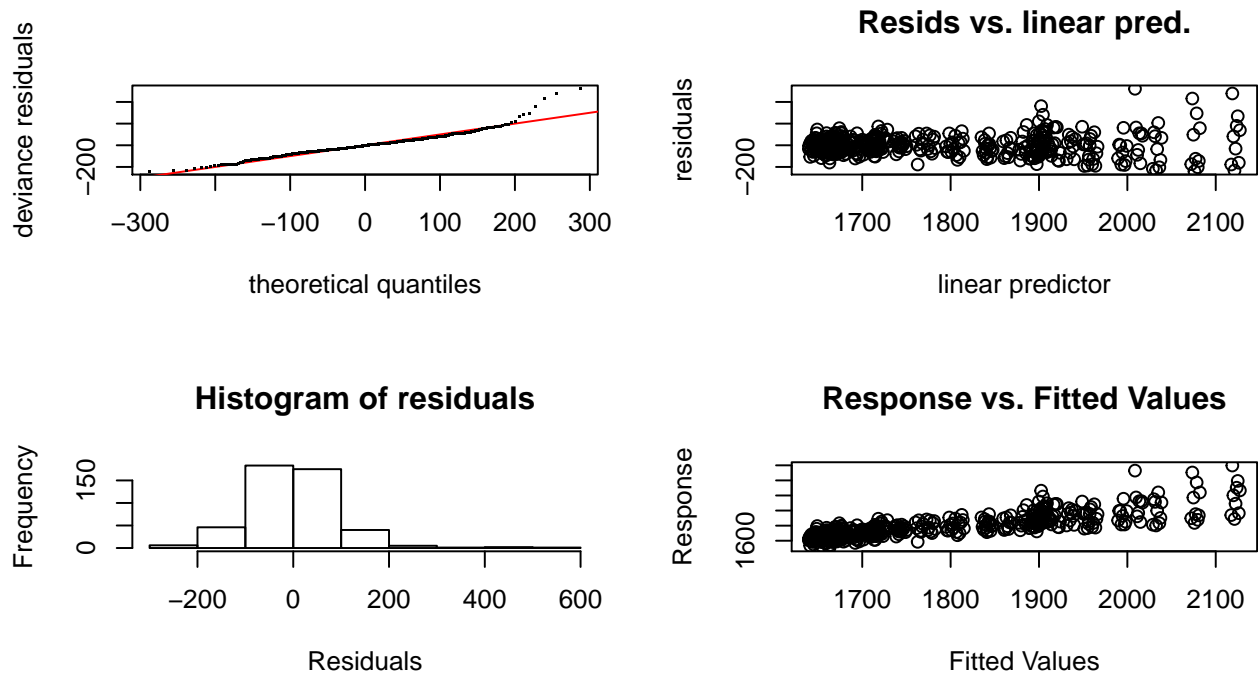 deviance residuals
−200
−300
−100
0
100
200
300
theoretical quantiles
Resids vs. linear pred.
residuals
−200
1700
1800
1900
2000
2100
linear predictor
Histogram of residuals
Frequency
0
150
−200
0
200
400
600
Residuals
Response vs. Fitted Values
Response
1600
1700
1800
1900
2000
2100
Fitted Values